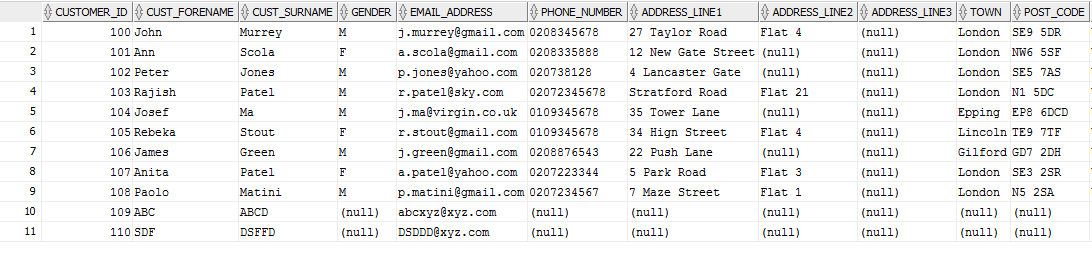 CUSTOMER_ID CUST_FORENAME CUST_SURNAME GENDER EMAIL_ADDRESS PHONE_NUMBER ADDRESS_LINE1 ADDRESS_LINE2 ADDRESS_LINE3 TOWN POST_CODE
1 100 John Murrey M j.murrey@gmail.com 0208345678 27 Taylor Road Flat 4 (null) London SE9 5DR
2 101 Ann Scola F a.scola@gmail.com 0208335888 12 New Gate Street (null) (null) London NW6 5SF
3 102 Peter Jones M p.jones@yahoo.com 020738128 4 Lancaster Gate (null) (null) London SE5 7AS
4 103 Rajish Patel M r.patel@sky.com 02072345678 Stratford Road Flat 21 (null) London N1 5DC
5 104 Josef Ma M j.ma@virgin.co.uk 0109345678 35 Tower Lane (null) (null) Epping EP8 6DCD
6 105 Rebeka Stout F r.stout@gmail.com 0109345678 34 Hign Street Flat 4 (null) Lincoln TE9 7TF
7 106 James Green M j.green@gmail.com 0208876543 22 Push Lane (null) (null) Gilford GD7 2DH
8 107 Anita Patel F a.patel@yahoo.com 0207223344 5 Park Road Flat 3 (null) London SE3 2SR
9 108 Paolo Matini M p.matini@gmail.com 0207234567 7 Maze Street Flat 1 (null) London N5 2SA
10 109 ABC ABCD (null) abcxyz@xyz.com (null) (null) (null) (null) (null) (null)
11 110 SDF DSFFD (null) DSDDD@xyz.com (null) (null) (null) (null) (null) (null)